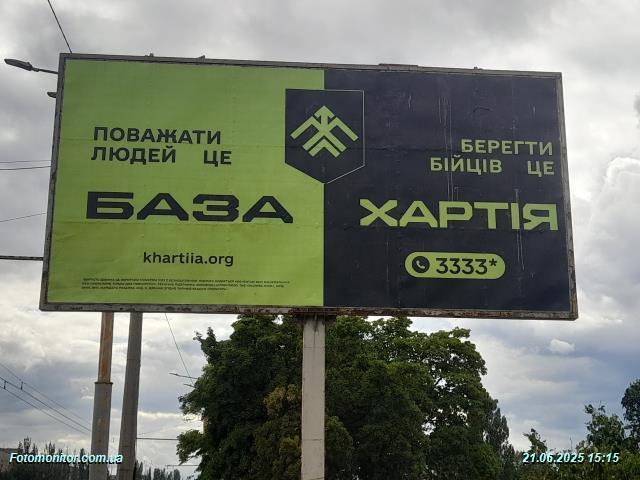 ПОВАЖАТИ
ЛЮДЕЙ ЦЕ
БАЗА
khartiia.org
БЕРЕГТИ
БІЙЦІВ ЦЕ
ХАРТІЯ
3333*
Fotomonitor.com.ua
21.06.2025 15:15